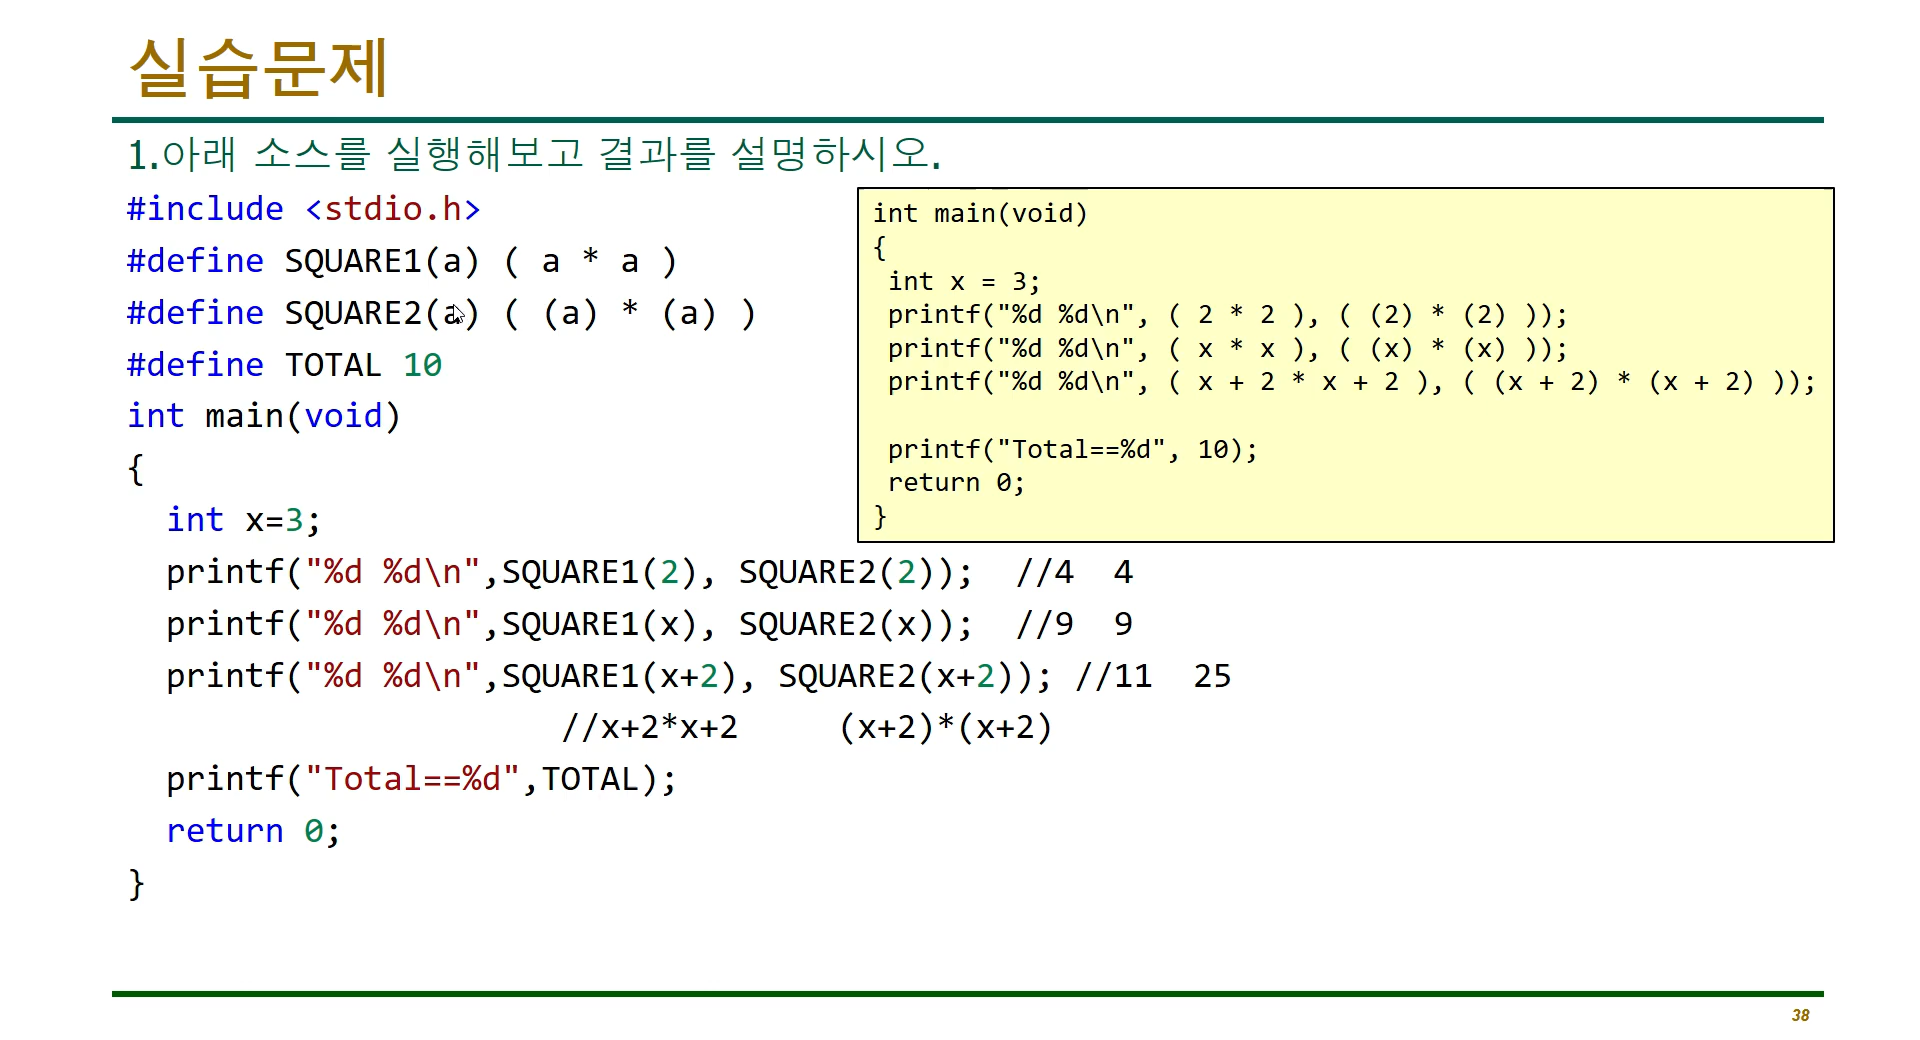 실습문제
1.아래 소스를 실행해보고 결과를 설명하시오.
#include <stdio.h>
#define SQUARE1(a) ( a * a )
#define SQUARE2(a) ( (a) * (a) )
#define TOTAL 10
int main(void)
{
  int x=3;
  printf("%d %d\n",SQUARE1(2), SQUARE2(2));  //4  4
  printf("%d %d\n",SQUARE1(x), SQUARE2(x));  //9  9
  printf("%d %d\n",SQUARE1(x+2), SQUARE2(x+2)); //11  25
                      //x+2*x+2     (x+2)*(x+2)
  printf("Total==%d",TOTAL);
  return 0;
}
int main(void)
{
 int x = 3;
 printf("%d %d\n", ( 2 * 2 ), ( (2) * (2) ));
 printf("%d %d\n", ( x * x ), ( (x) * (x) ));
 printf("%d %d\n", ( x + 2 * x + 2 ), ( (x + 2) * (x + 2) ));
 printf("Total==%d", 10);
 return 0;
}
38